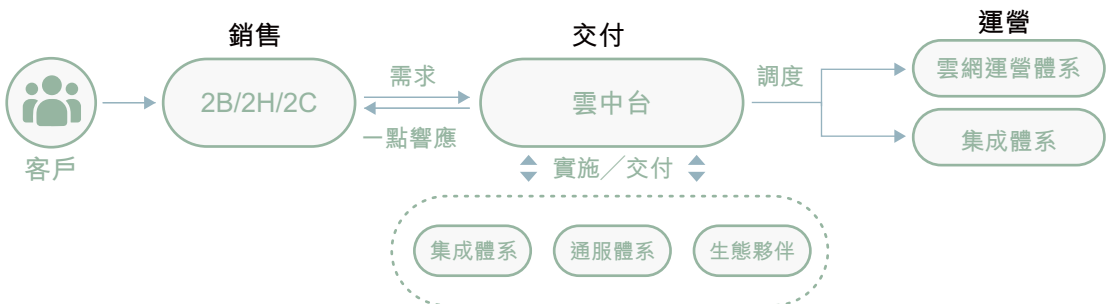 銷售
交付
運營
客戶
2B/2H/2C
需求
一點響應
雲中台
調度
雲網運營體系
集成體系
實施／交付
集成體系
通服體系
生態夥伴